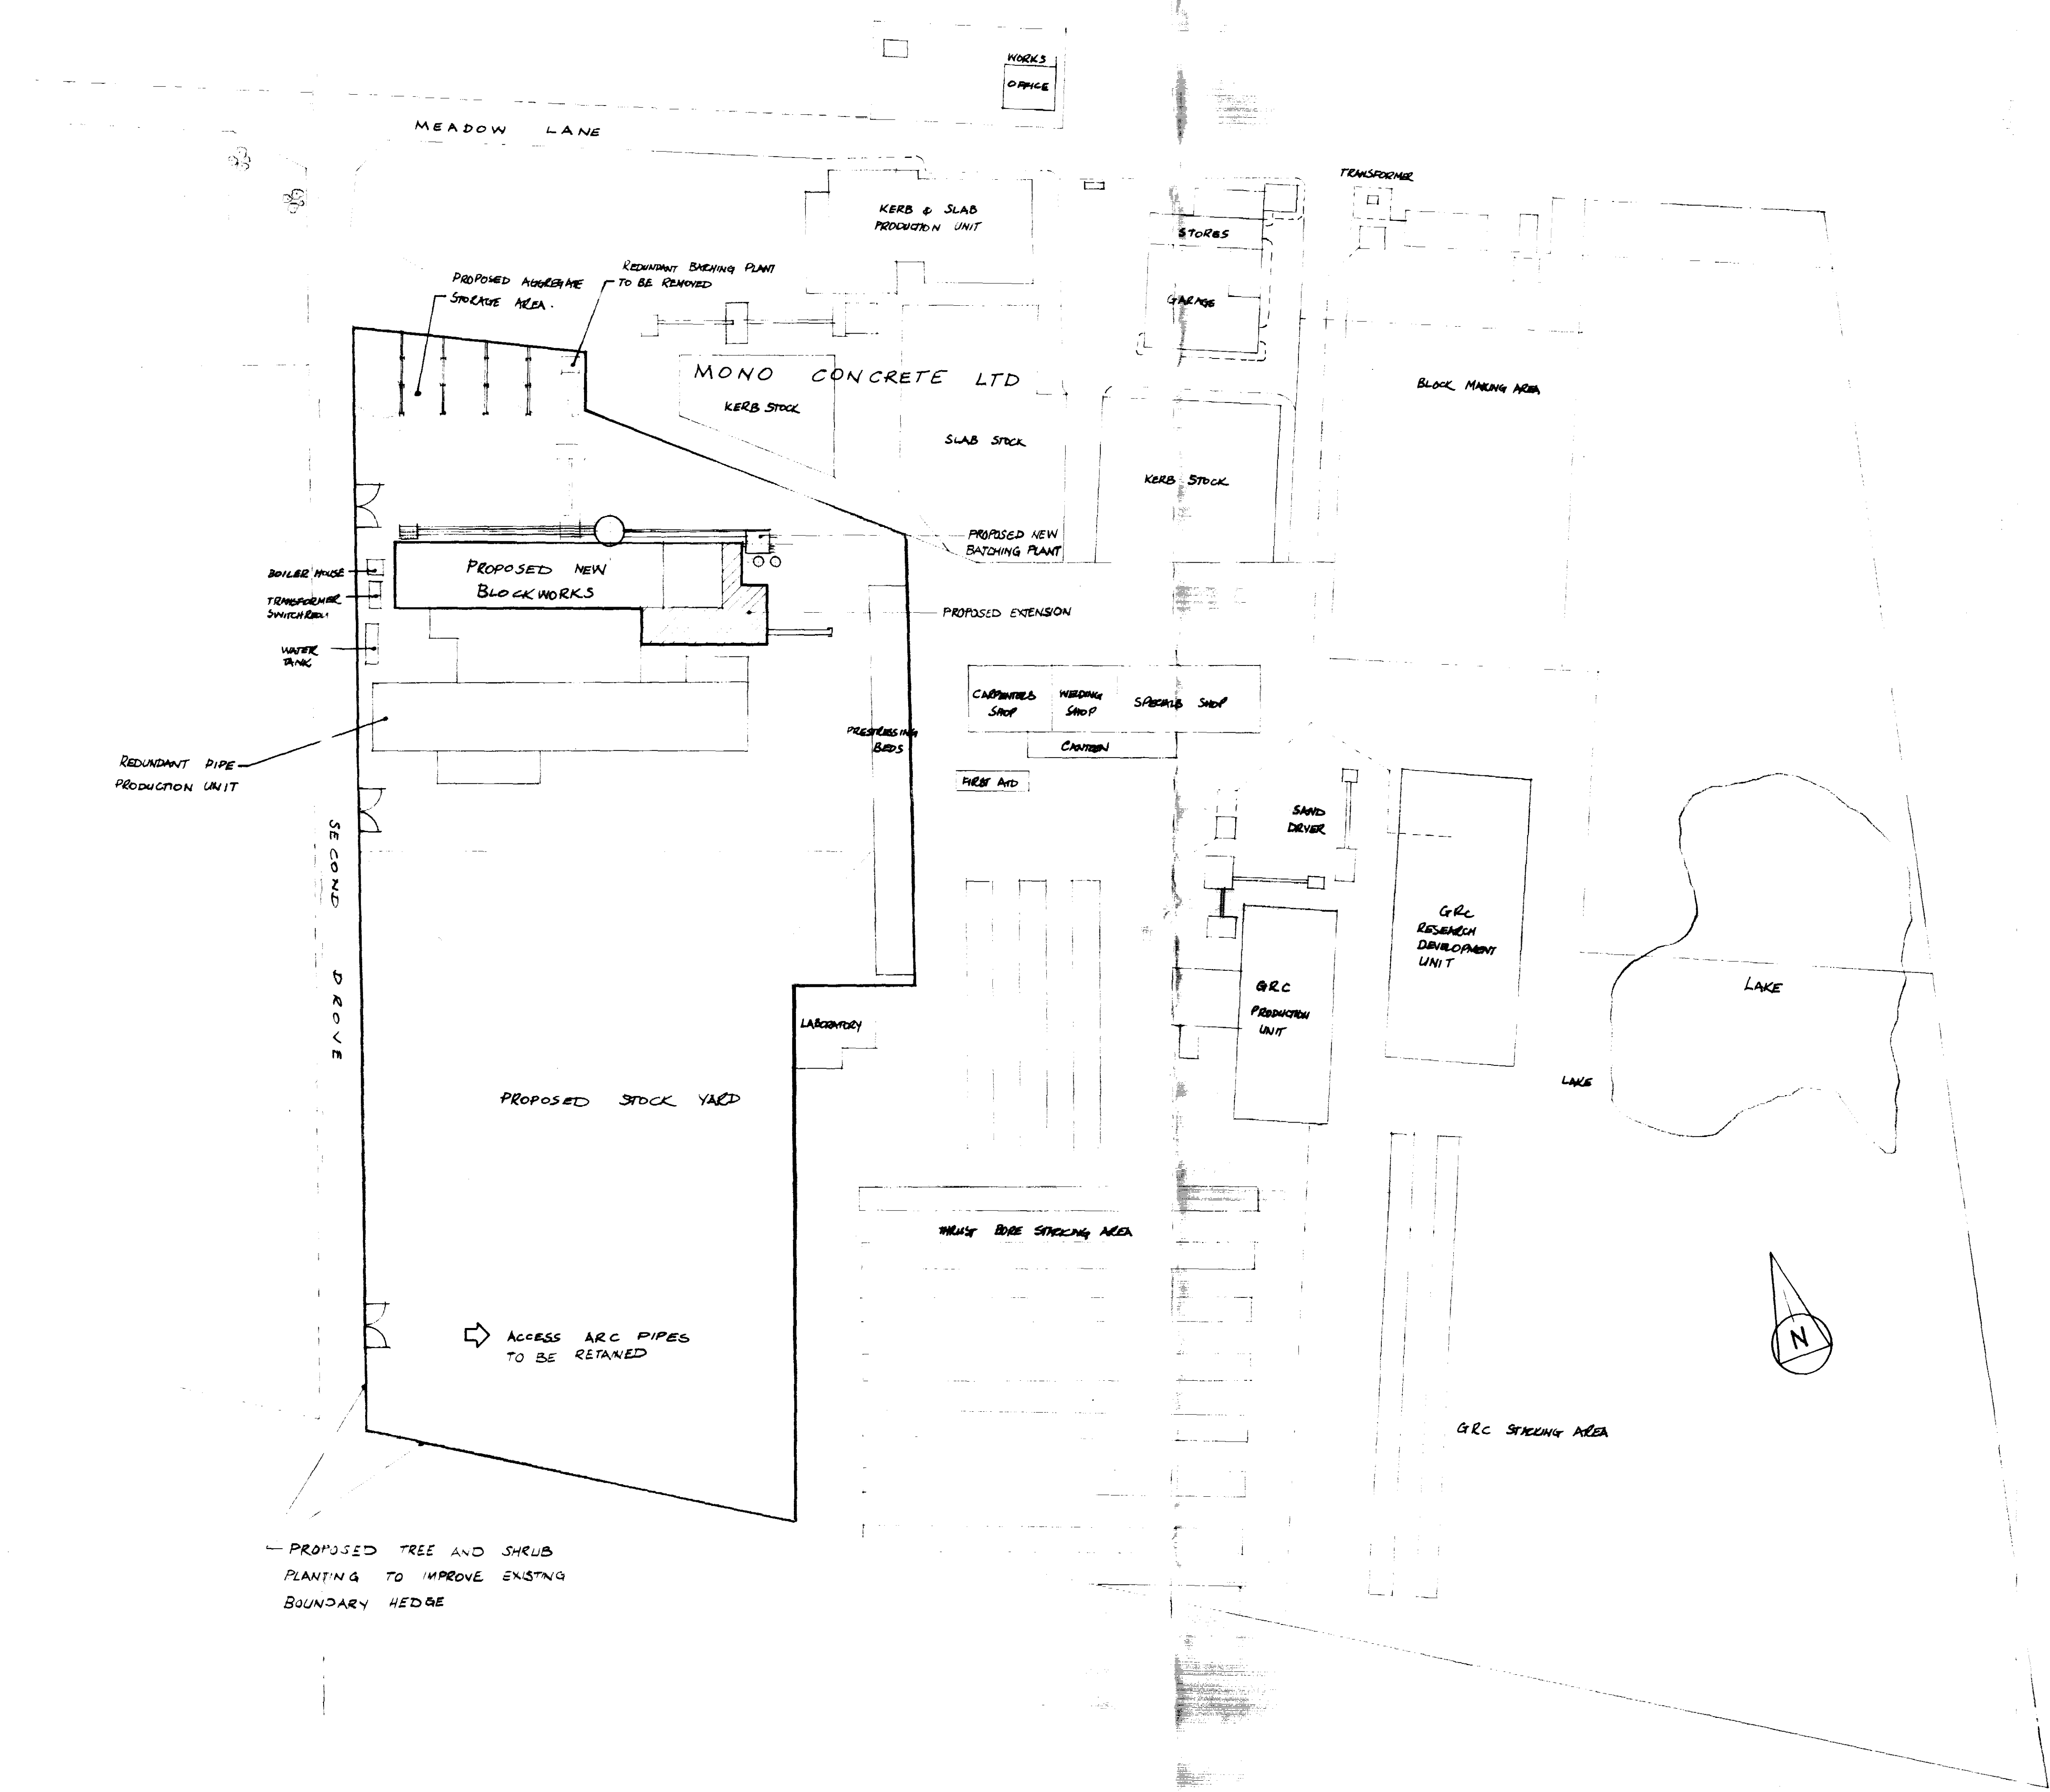 WORKS
OFFICE
MEADOW LANE
TRANSFORMER
KERB & SLAB
PRODUCTION UNIT
STORES
REDUNDANT BATCHING PLANT
TO BE REMOVED
PROPOSED AGGREGATE
STORAGE AREA.
GARAGE
MONO CONCRETE LTD
KERB STOCK
BLOCK MAKING AREA
SLAB STOCK
KERB STOCK
PROPOSED NEW
BATCHING PLANT
BOILER HOUSE
PROPOSED NEW
BLOCKWORKS
TRANSFORMER
PROPOSED EXTENSION
WATER
TANK
CARPENTERS
SHOP
WELDING
SHOP
SPECIALS SHOP
PRESTRESSING
BEDS
CANTEEN
REDUNDANT PIPE
PRODUCTION UNIT
FIRST AID
SAND
DRYER
SECOND DROVE
GRC
RESEARCH
DEVELOPMENT
UNIT
GRC
PRODUCTION
UNIT
LAKE
LABORATORY
LAKE
PROPOSED STOCK YARD
THRUST BORE STACKING AREA
ACCESS ARC PIPES
TO BE RETAINED
N
GRC STACKING AREA
PROPOSED TREE AND SHRUB
PLANTING TO IMPROVE EXISTING
BOUNDARY HEDGE